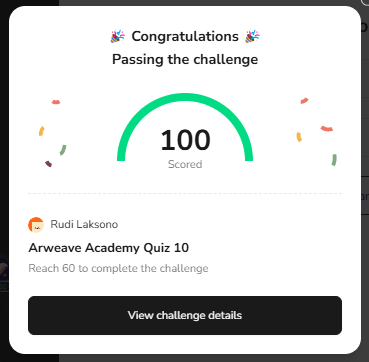 🎉 Congratulations 🎉
Passing the challenge
100
Scored
Rudi Laksono
Arweave Academy Quiz 10
Reach 60 to complete the challenge
View challenge details